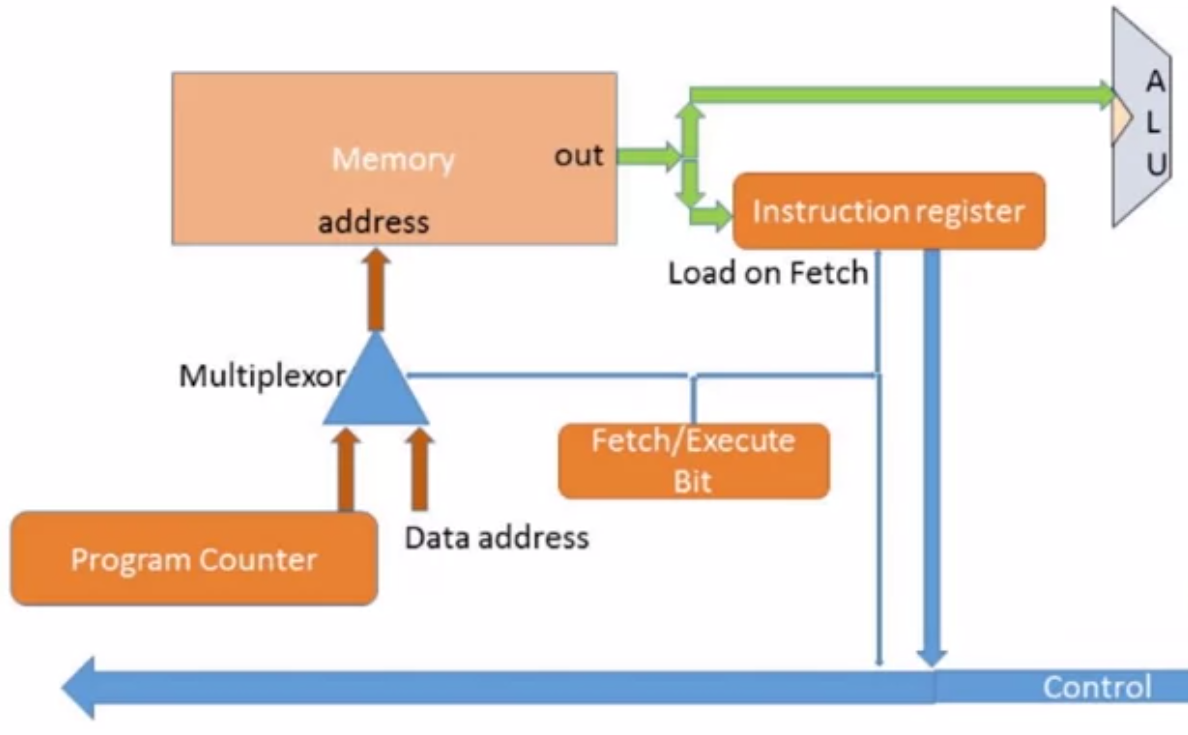 A
L
U
Memory
out
address
Instruction register
Load on Fetch
Multiplexor
Fetch/Execute
Bit
Data address
Program Counter
Control